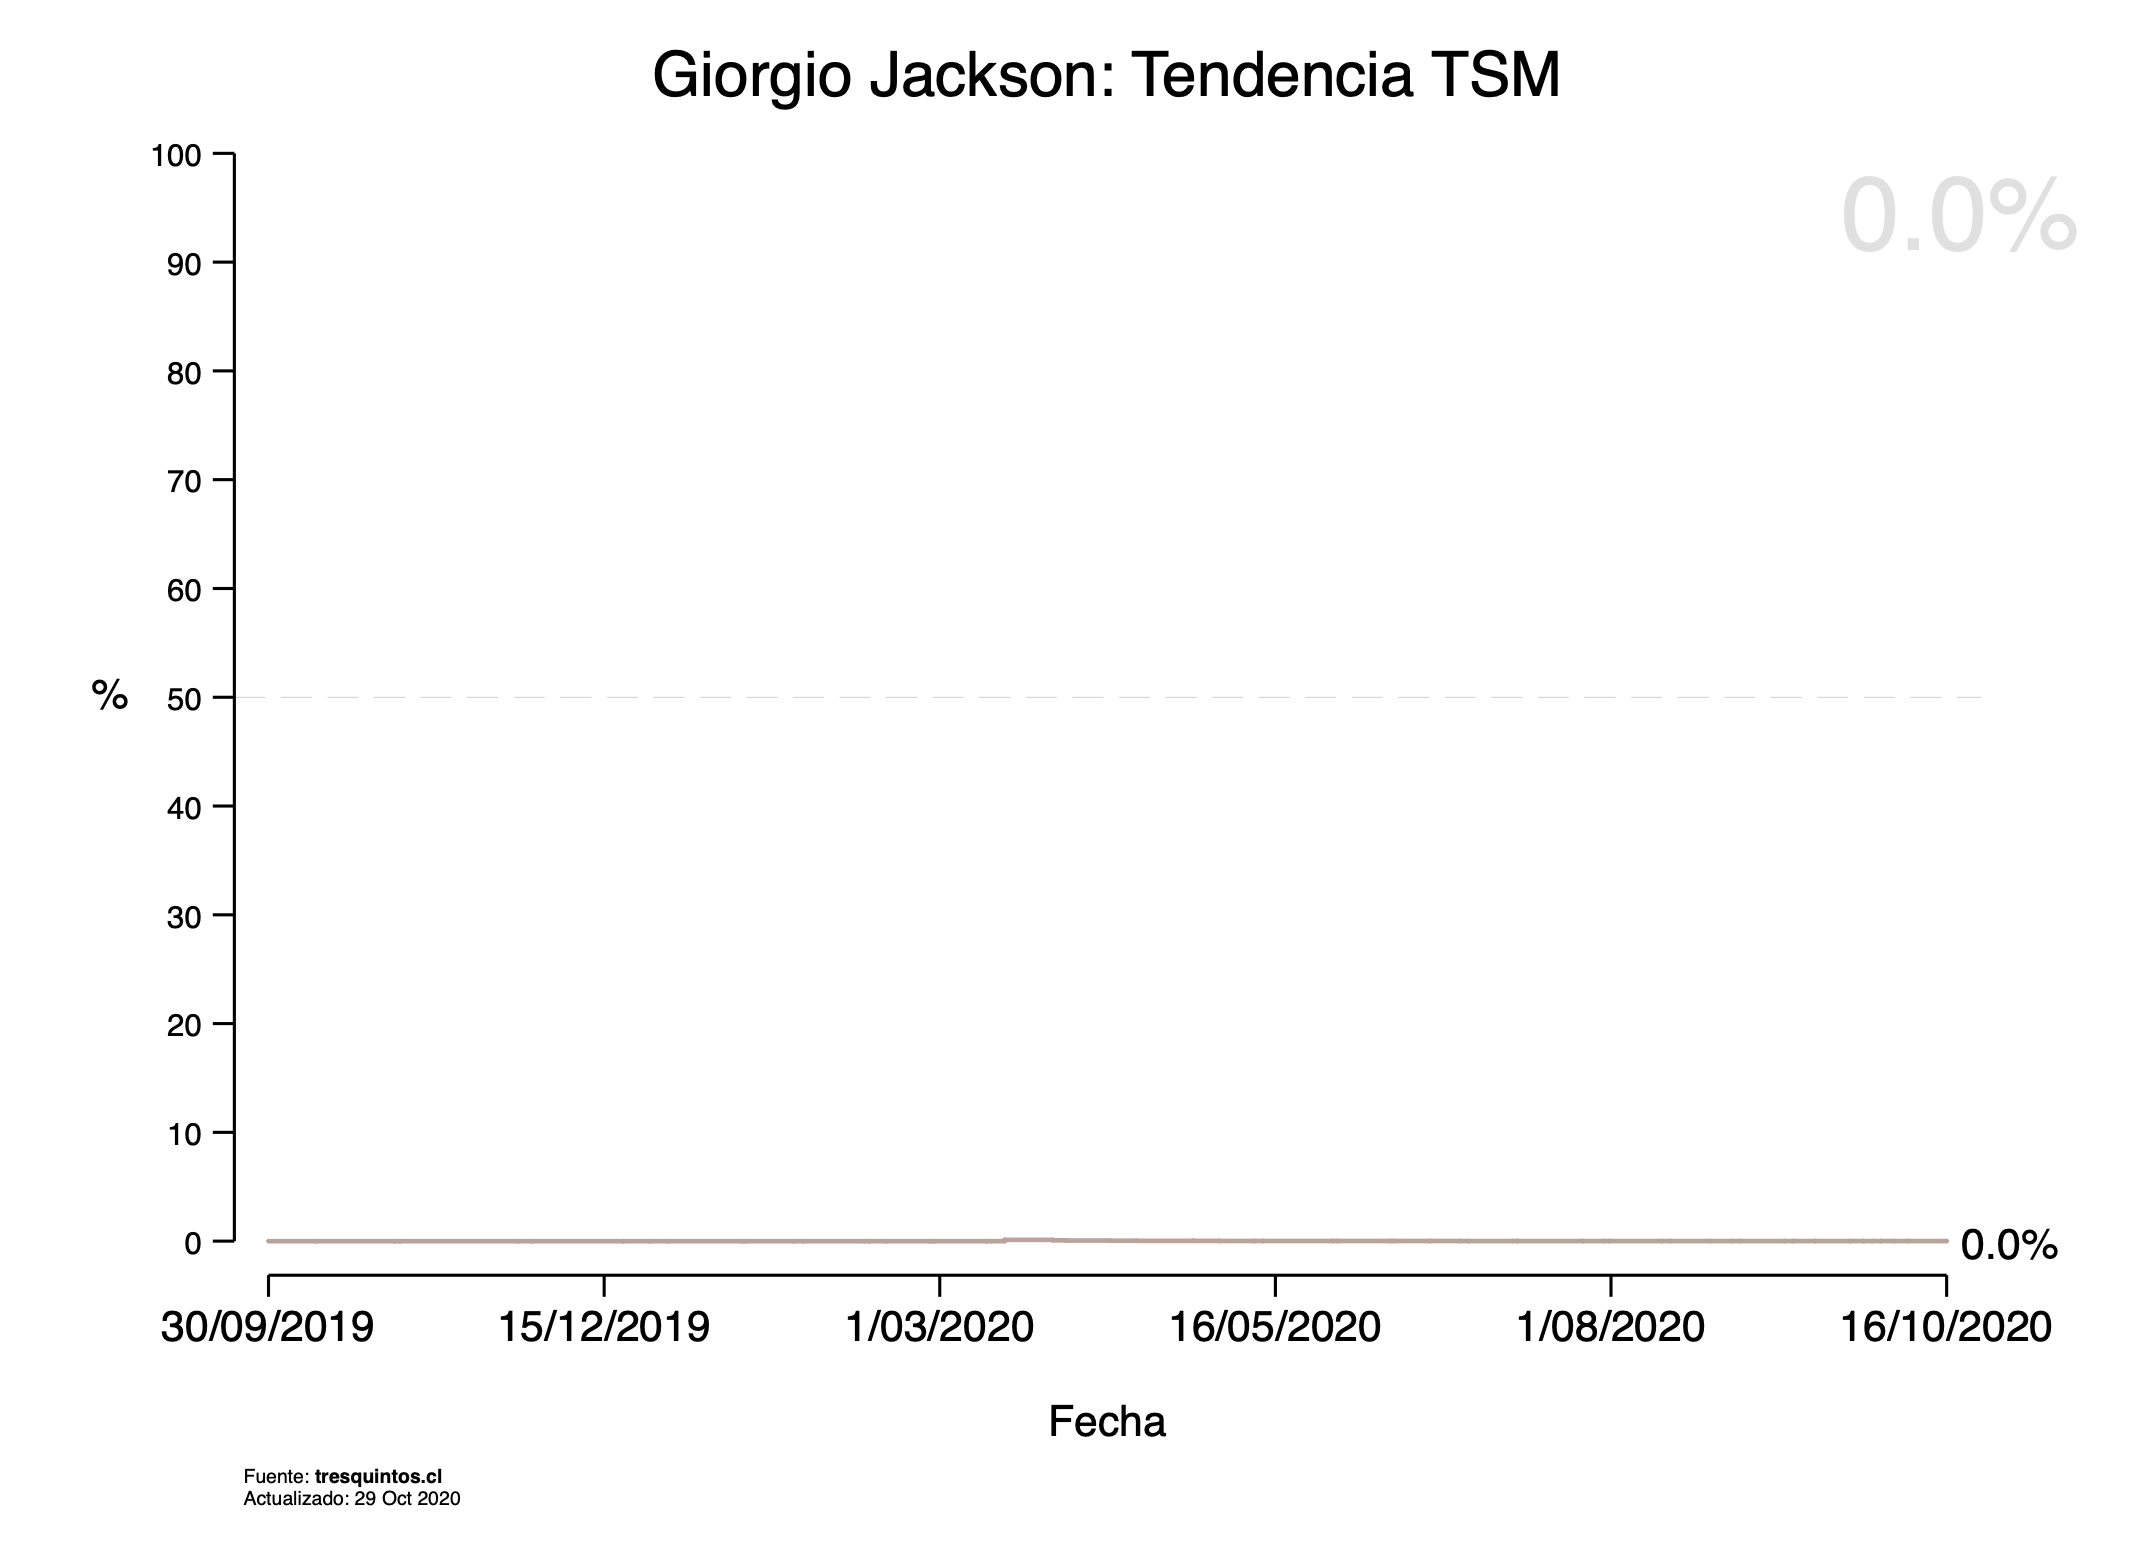 Giorgio Jackson: Tendencia TSM
0.0%
100
90
80
70
60
50
40
30
20
10
0
%
0.0%
30/09/2019 15/12/2019 1/03/2020 16/05/2020 1/08/2020 16/10/2020
Fecha
Fuente: tresquintos.cl
Actualizado: 29 Oct 2020